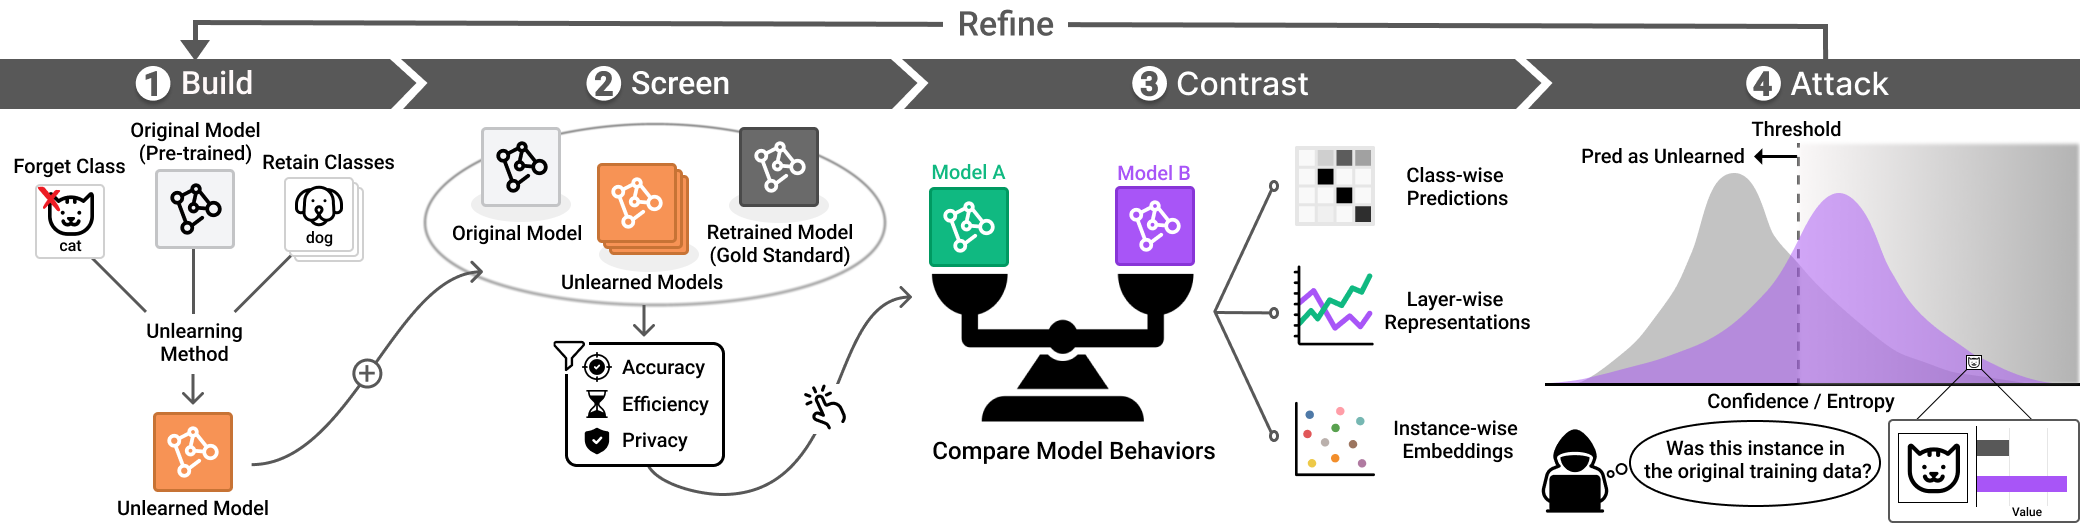 Refine
1 Build
2 Screen
3 Contrast
4 Attack
Original Model
(Pre-trained)
Forget Class
Retain Classes
cat
dog
Unlearning
Method
Unlearned Model
Original Model
Retrained Model
(Gold Standard)
Unlearned Models
Accuracy
Efficiency
Privacy
Model A
Model B
Compare Model Behaviors
Class-wise
Predictions
Layer-wise
Representations
Instance-wise
Embeddings
Threshold
Pred as Unlearned
Confidence / Entropy
Was this instance in
the original training data?
Value